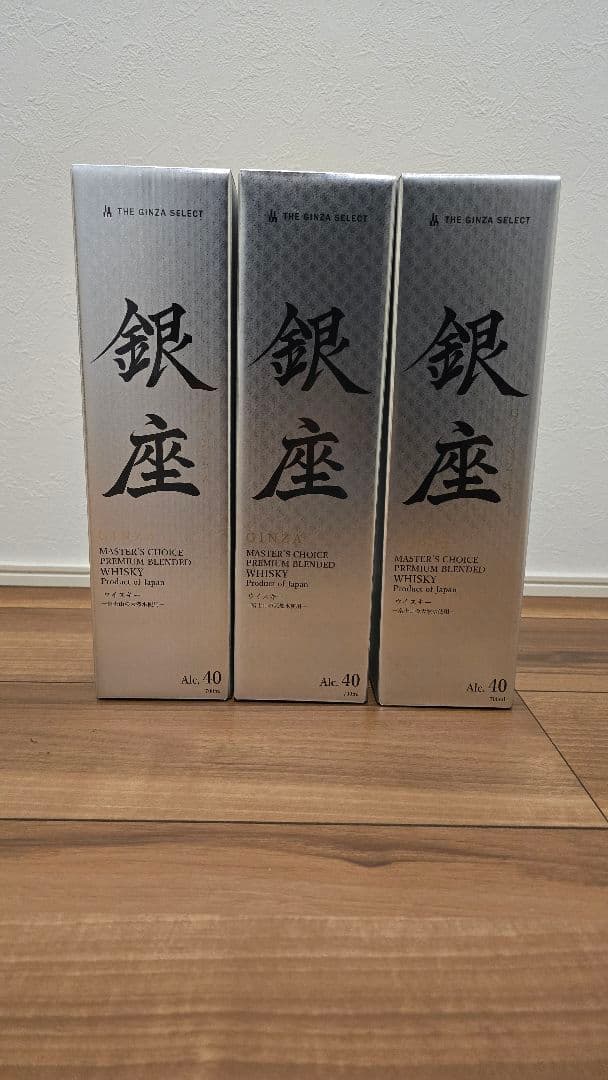 THE GINZA SELECT
銀
座
MASTER'S CHOICE
PREMIUM BLENDED
WHISKY
Product of Japan
ウイスキー
Alc. 40
700mL
THE GINZA SELECT
銀
座
GINZA
MASTER'S CHOICE
PREMIUM BLENDED
WHISKY
Product of Japan
ウイスキー
Alc. 40
700mL
THE GINZA SELECT
銀
座
MASTER'S CHOICE
PREMIUM BLENDED
WHISKY
Product of Japan
ウイスキー
Alc. 40
700mL